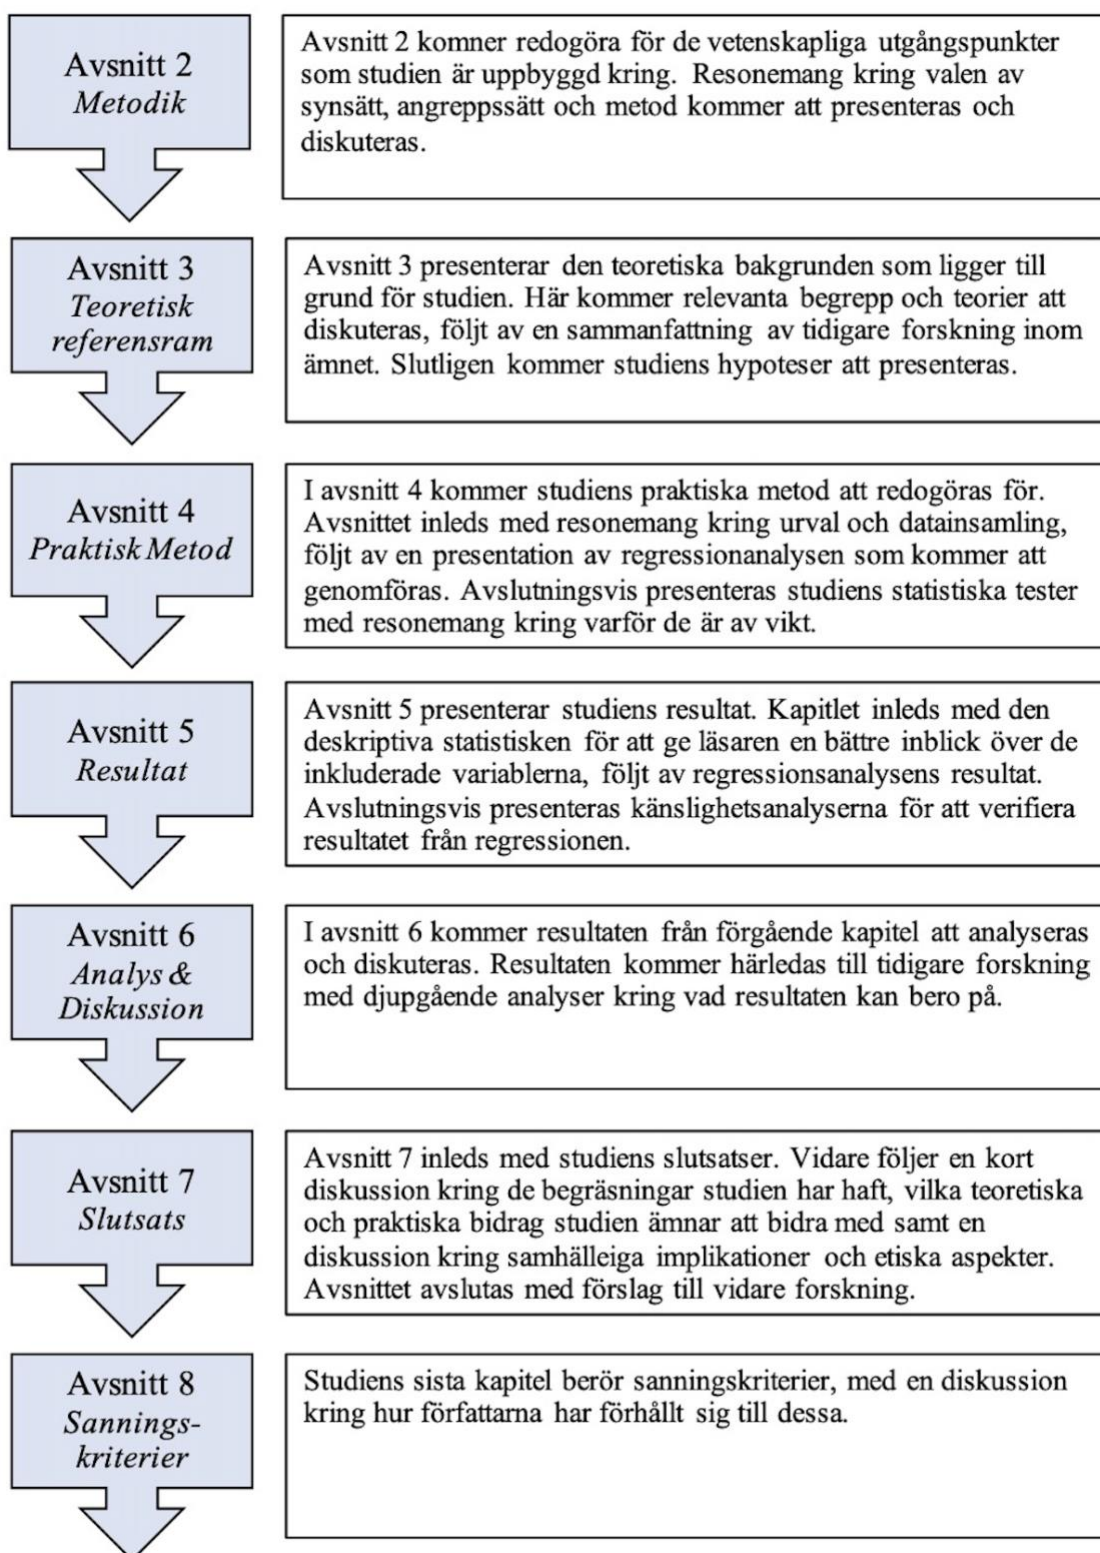 Avsnitt 2
Metodik
Avsnitt 2 komner redogöra för de vetenskapliga utgångspunkter
som studien är uppbyggd kring. Resonemang kring valen av
synsätt, angreppssätt och metod kommer att presenteras och
diskuteras.
Avsnitt 3
Teoretisk
referensram
Avsnitt 3 presenterar den teoretiska bakgrunden som ligger till
grund för studien. Här kommer relevanta begrepp och teorier att
diskuteras, följt av en sammanfattning av tidigare forskning inom
ämnet. Slutligen kommer studiens hypoteser att presenteras.
Avsnitt 4
Praktisk Metod
I avsnitt 4 kommer studiens praktiska metod att redogöras för.
Avsnittet inleds med resonemang kring urval och datainsamling,
följt av en presentation av regressionanalysen som kommer att
genomföras. Avslutningsvis presenteras studiens statistiska tester
med resonemang kring varför de är av vikt.
Avsnitt 5
Resultat
Avsnitt 5 presenterar studiens resultat. Kapitlet inleds med den
deskriptiva statistisken för att ge läsaren en bättre inblick över de
inkluderade variablerna, följt av regressionsanalysens resultat.
Avslutningsvis presenteras känslighetsanalyserna för att verifiera
resultatet från regressionen.
Avsnitt 6
Analys &
Diskussion
I avsnitt 6 kommer resultaten från förgående kapitel att analyseras
och diskuteras. Resultaten kommer härledas till tidigare forskning
med djupgående analyser kring vad resultaten kan bero på.
Avsnitt 7
Slutsats
Avsnitt 7 inleds med studiens slutsatser. Vidare följer en kort
diskussion kring de begräsningar studien har haft, vilka teoretiska
och praktiska bidrag studien ämnar att bidra med samt en
diskussion kring samhälleiga implikationer och etiska aspekter.
Avsnittet avslutas med förslag till vidare forskning.
Avsnitt 8
Sannings-
kriterier
Studiens sista kapitel berör sanningskriterier, med en diskussion
kring hur författarna har förhållt sig till dessa.